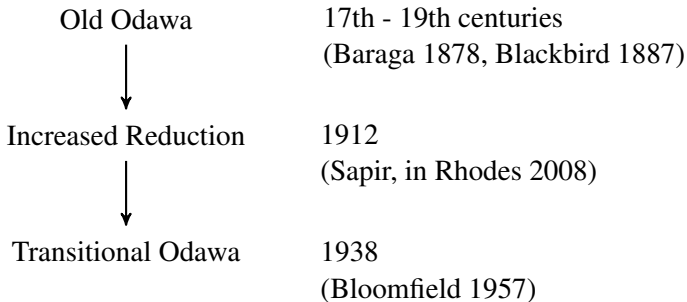 Old Odawa 17th - 19th centuries
(Baraga 1878, Blackbird 1887)
Increased Reduction 1912
(Sapir, in Rhodes 2008)
Transitional Odawa 1938
(Bloomfield 1957)